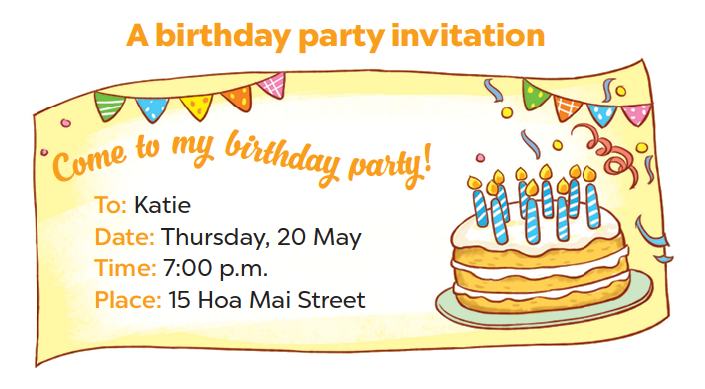 A birthday party invitation
Come to my birthday party!
To: Katie
Date: Thursday, 20 May
Time: 7:00 p.m.
Place: 15 Hoa Mai Street